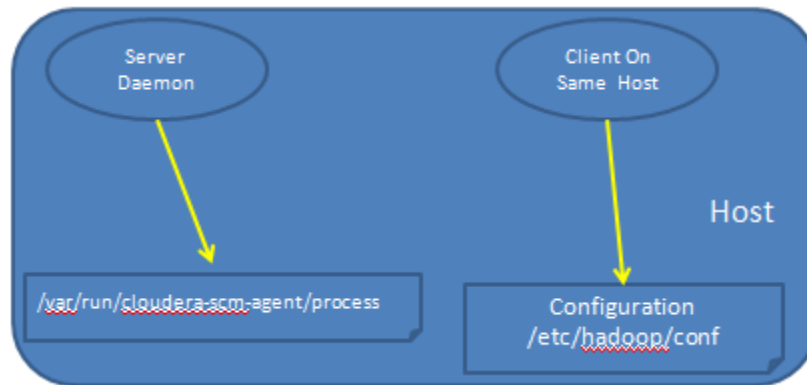 Server
Daemon
Client On
Same Host
Host
/var/run/cloudera-scm-agent/process
Configuration
/etc/hadoop/conf